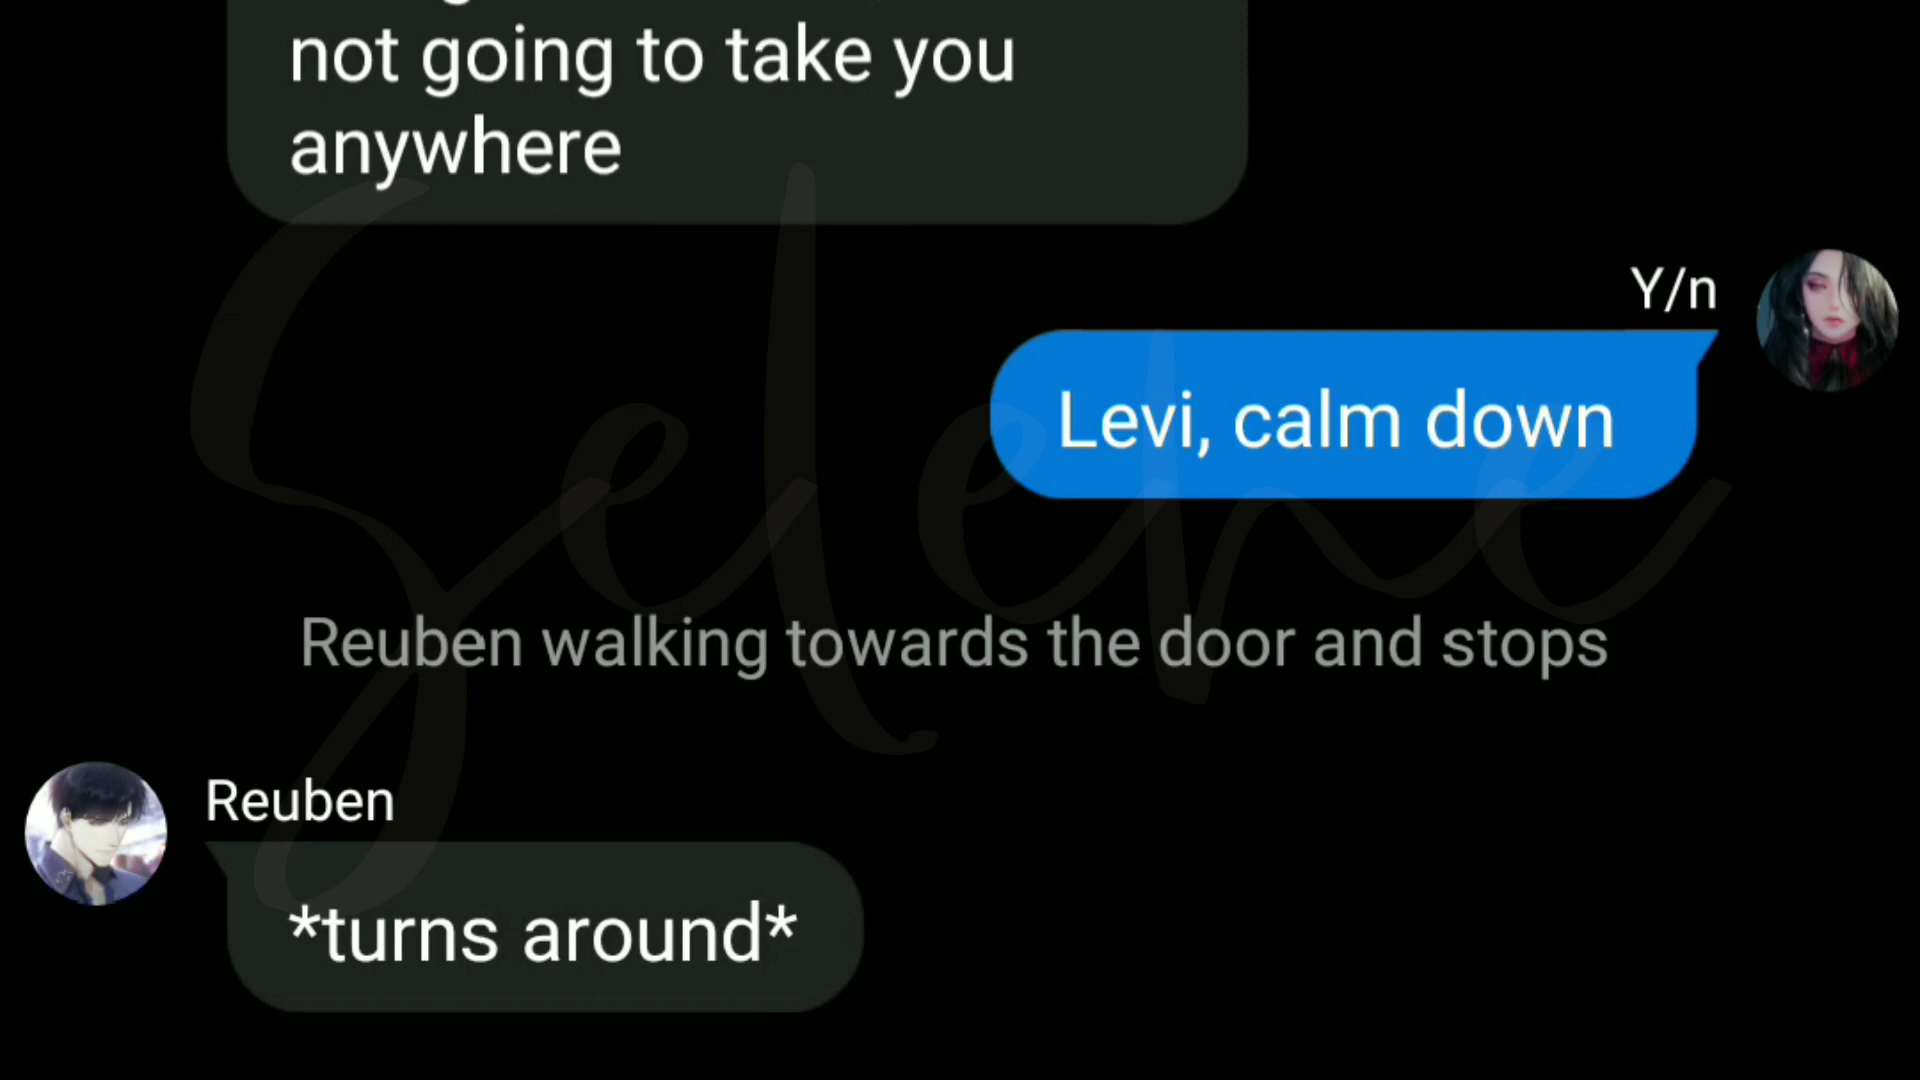 not going to take you
anywhere
Y/n
Levi, calm down
Reuben walking towards the door and stops
Reuben
*turns around*
Selene